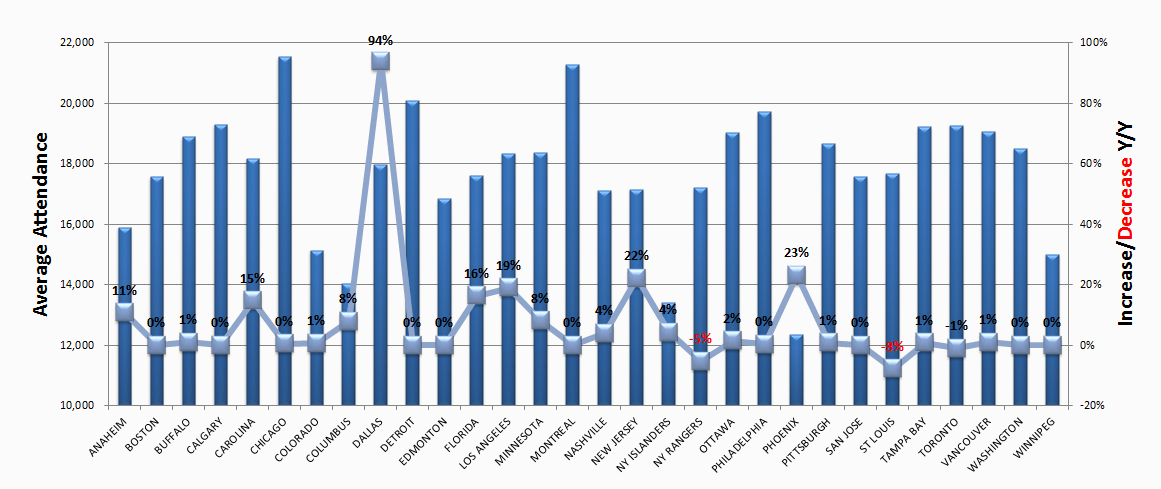 94%
22,000
20,000
18,000
16,000
14,000
12,000
10,000
Average Attendance
11%
0%
1%
0%
15%
0%
1%
8%
0%
0%
16%
19%
8%
0%
4%
22%
4%
2%
0%
23%
1%
0%
1%
-1%
1%
0%
0%
100%
80%
60%
40%
20%
0%
-20%
Increase/Decrease Y/Y
ANAHEIM
BOSTON
BUFFALO
CALGARY
CAROLINA
CHICAGO
COLORADO
COLUMBUS
DALLAS
DETROIT
EDMONTON
FLORIDA
LOS ANGELES
MINNESOTA
MONTREAL
NASHVILLE
NEW JERSEY
NY ISLANDERS
NY RANGERS
OTTAWA
PHILADELPHIA
PHOENIX
PITTSBURGH
SAN JOSE
ST LOUIS
TAMPA BAY
TORONTO
VANCOUVER
WASHINGTON
WINNIPEG